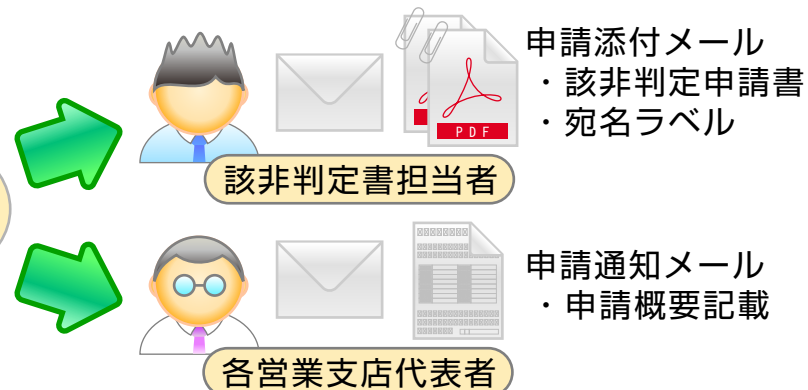 申請添付メール
・該非判定申請書
・宛名ラベル
PDF
該非判定書担当者
申請通知メール
・申請概要記載
各営業支店代表者